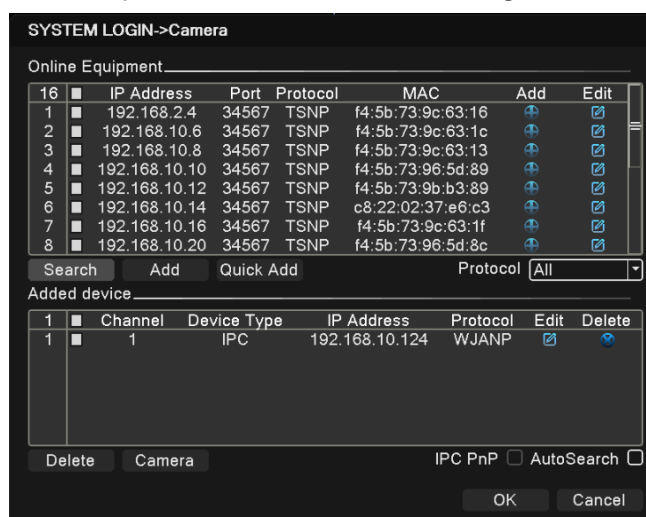 SYSTEM LOGIN->Camera
Online Equipment
16 IP Address Port Protocol MAC Add Edit
1 192.168.2.4 34567 TSNP f4:5b:73:9c:63:16
2 192.168.10.6 34567 TSNP f4:5b:73:9c:63:1c
3 192.168.10.8 34567 TSNP f4:5b:73:9c:63:13
4 192.168.10.10 34567 TSNP f4:5b:73:96:5d:89
5 192.168.10.12 34567 TSNP f4:5b:73:9b:b3:89
6 192.168.10.14 34567 TSNP c8:22:02:37:e6:c3
7 192.168.10.16 34567 TSNP f4:5b:73:9c:63:1f
8 192.168.10.20 34567 TSNP f4:5b:73:96:5d:8c
Search Add Quick Add Protocol All
Added device
1 Channel Device Type IP Address Protocol Edit Delete
1 1 IPC 192.168.10.124 WJANP
Delete Camera IPC PnP AutoSearch
OK Cancel